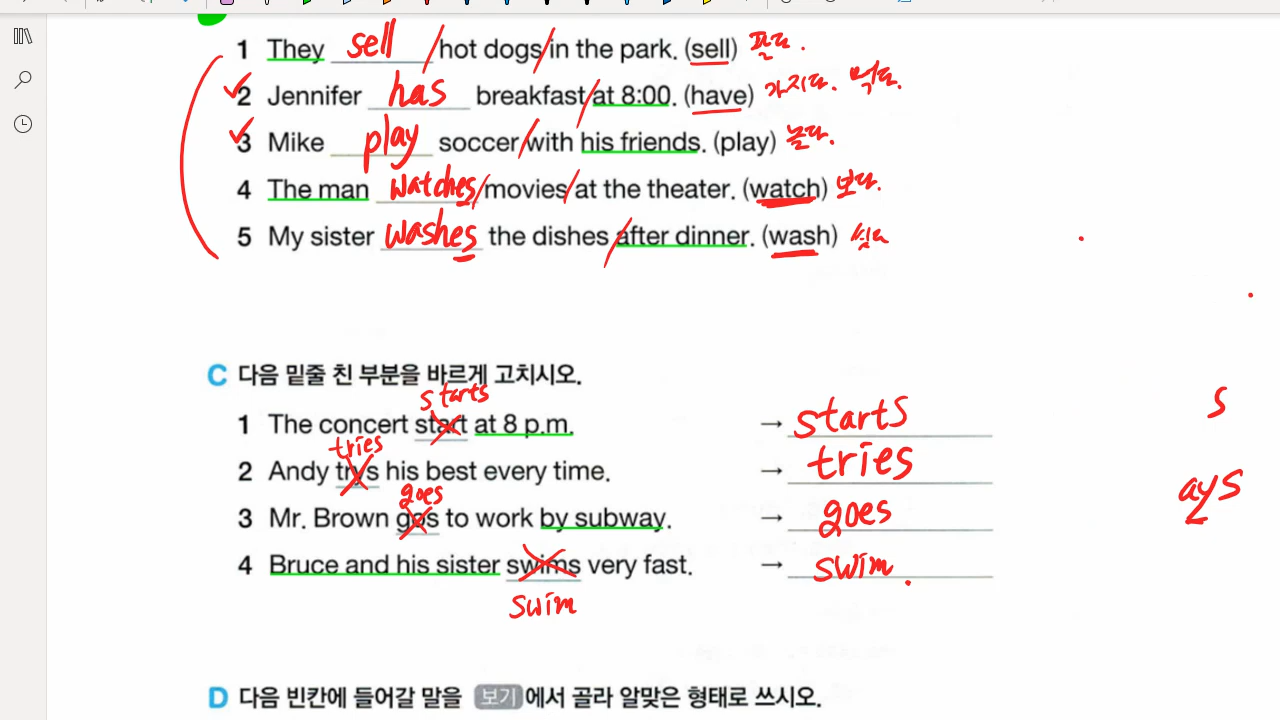 1 They sell hot dogs in the park. (sell) 팔다.
2 Jennifer has breakfast at 8:00. (have) 가지다. 먹다.
3 Mike play soccer with his friends. (play) 놀다.
4 The man watches movies at the theater. (watch) 보다.
5 My sister washes the dishes after dinner. (wash)
C 다음 밑줄 친 부분을 바르게 고치시오.
starts
1 The concert start at 8 p.m. → starts
s
tries
2 Andy trys his best every time. → tries
ays
goes
3 Mr. Brown gos to work by subway. → goes
4 Bruce and his sister swims very fast. → swim.
swim
D 다음 빈칸에 들어갈 말을 보기 에서 골라 알맞은 형태로 쓰시오.